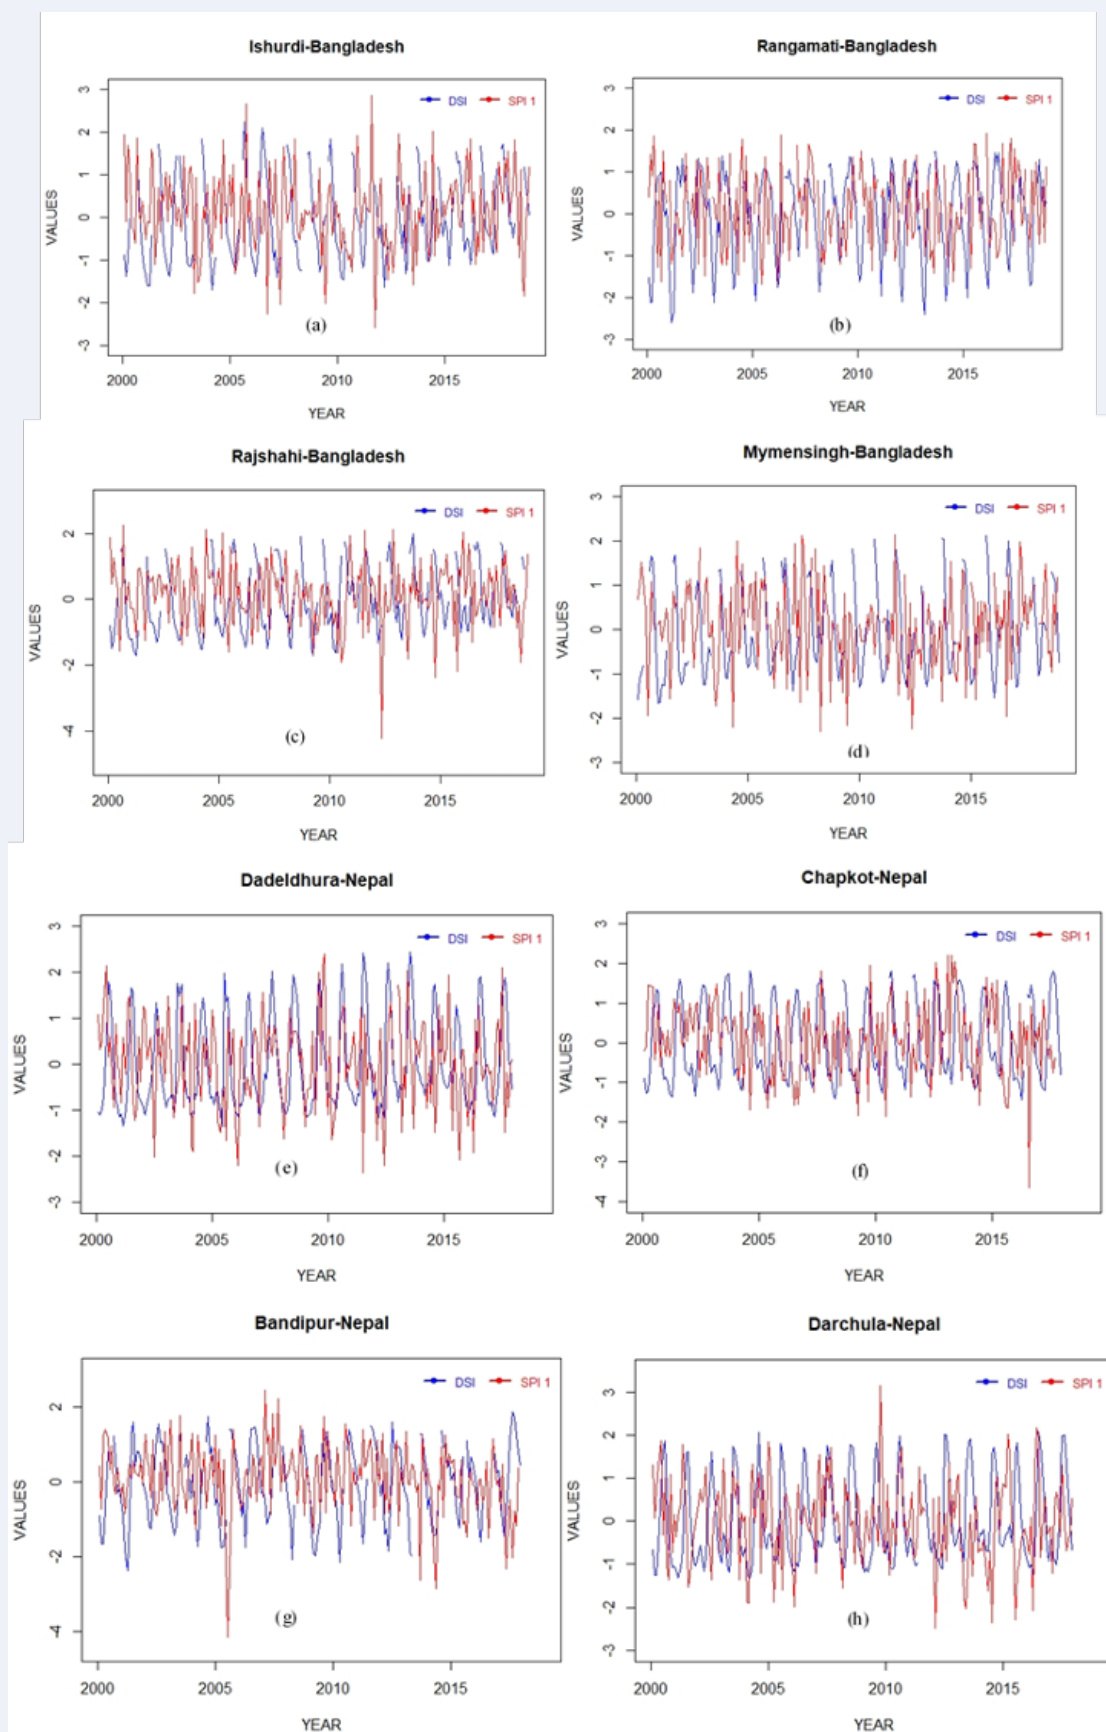 Ishurdi-Bangladesh
DSI SPI 1
3
2
1
0
-1
-2
-3
VALUES
(a)
2000 2005 2010 2015
YEAR
Rangamati-Bangladesh
DSI SPI 1
3
2
1
0
-1
-2
-3
VALUES
(b)
2000 2005 2010 2015
YEAR
Rajshahi-Bangladesh
DSI SPI 1
2
0
-2
-4
VALUES
(c)
2000 2005 2010 2015
YEAR
Mymensingh-Bangladesh
DSI SPI 1
3
2
1
0
-1
-2
-3
VALUES
(d)
2000 2005 2010 2015
YEAR
Dadeldhura-Nepal
DSI SPI 1
3
2
1
0
-1
-2
-3
VALUES
(e)
2000 2005 2010 2015
YEAR
Chapkot-Nepal
DSI SPI 1
3
2
1
0
-1
-2
-3
-4
VALUES
(f)
2000 2005 2010 2015
YEAR
Bandipur-Nepal
DSI SPI 1
2
0
-2
-4
VALUES
(g)
2000 2005 2010 2015
YEAR
Darchula-Nepal
DSI SPI 1
3
2
1
0
-1
-2
-3
VALUES
(h)
2000 2005 2010 2015
YEAR